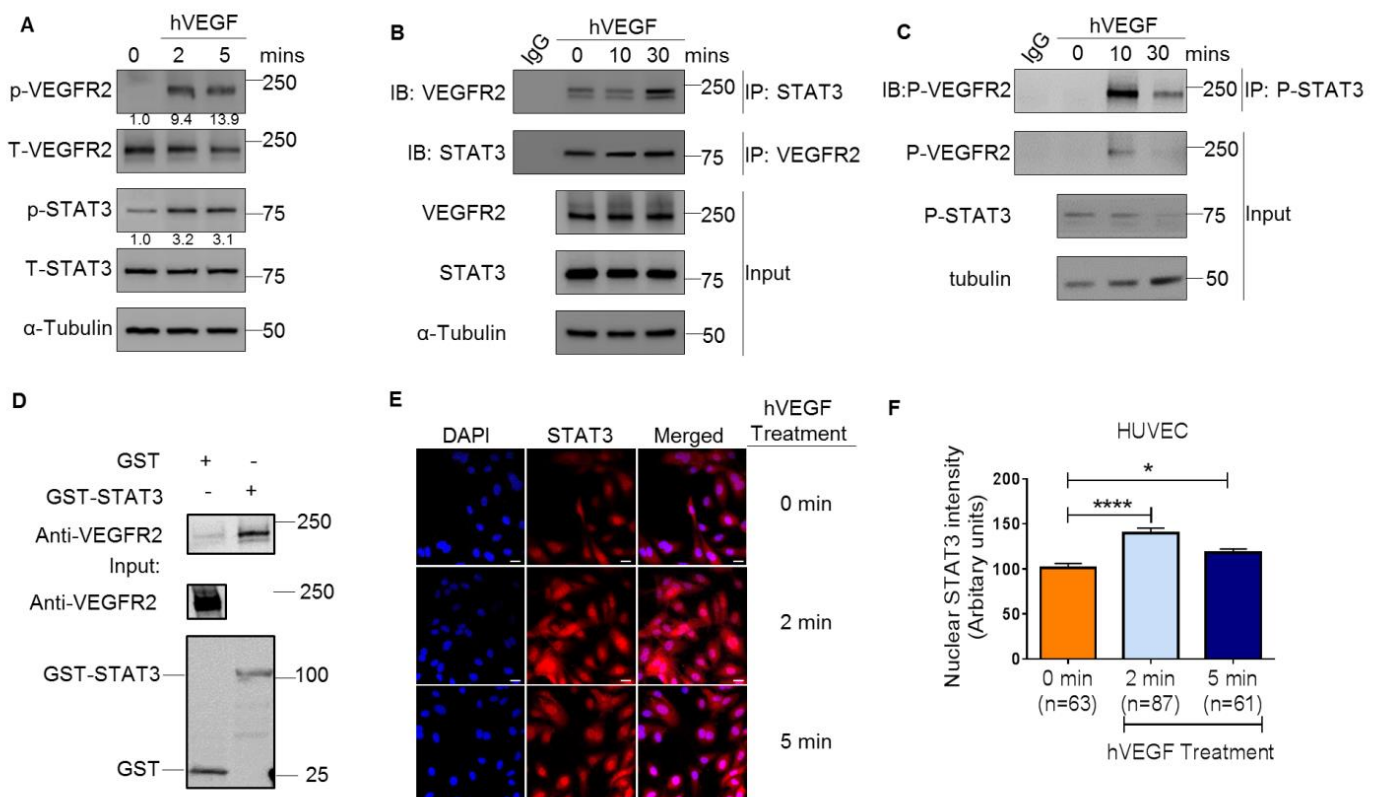 A
hVEGF
0 2 5 mins
p-VEGFR2 250
1.0 9.4 13.9
T-VEGFR2 250
p-STAT3 75
1.0 3.2 3.1
T-STAT3 75
α-Tubulin 50
B
hVEGF
IgG 0 10 30 mins
IB: VEGFR2 250 IP: STAT3
IB: STAT3 75 IP: VEGFR2
VEGFR2 250
STAT3 75 Input
α-Tubulin 50
C
hVEGF
IgG 0 10 30 mins
IB:P-VEGFR2 250 IP: P-STAT3
P-VEGFR2 250
P-STAT3 75 Input
tubulin 50
D
GST + -
GST-STAT3 - +
Anti-VEGFR2 250
Input:
Anti-VEGFR2 250
GST-STAT3 100
GST 25
E
hVEGF
DAPI STAT3 Merged Treatment
0 min
2 min
5 min
F
HUVEC
Nuclear STAT3 intensity
(Arbitary units)
200
150
100
50
0
* 
****
0 min 2 min 5 min
(n=63) (n=87) (n=61)
hVEGF Treatment